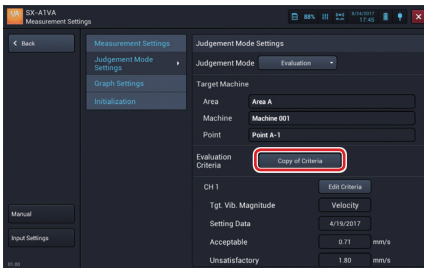 SX-A1VA
Measurement Settings
88%
17:45
Back
Measurement Settings
Judgement Mode
Settings
Graph Settings
Initialization
Manual
Input Settings
Judgement Mode Settings
Judgement Mode Evaluation
Target Machine
Area Area A
Machine Machine 001
Point Point A-1
Evaluation
Criteria Copy of Criteria
CH 1 Edit Criteria
Tgt. Vib. Magnitude Velocity
Setting Data 4/19/2017
Acceptable 0.71 mm/s
Unsatisfactory 1.80 mm/s